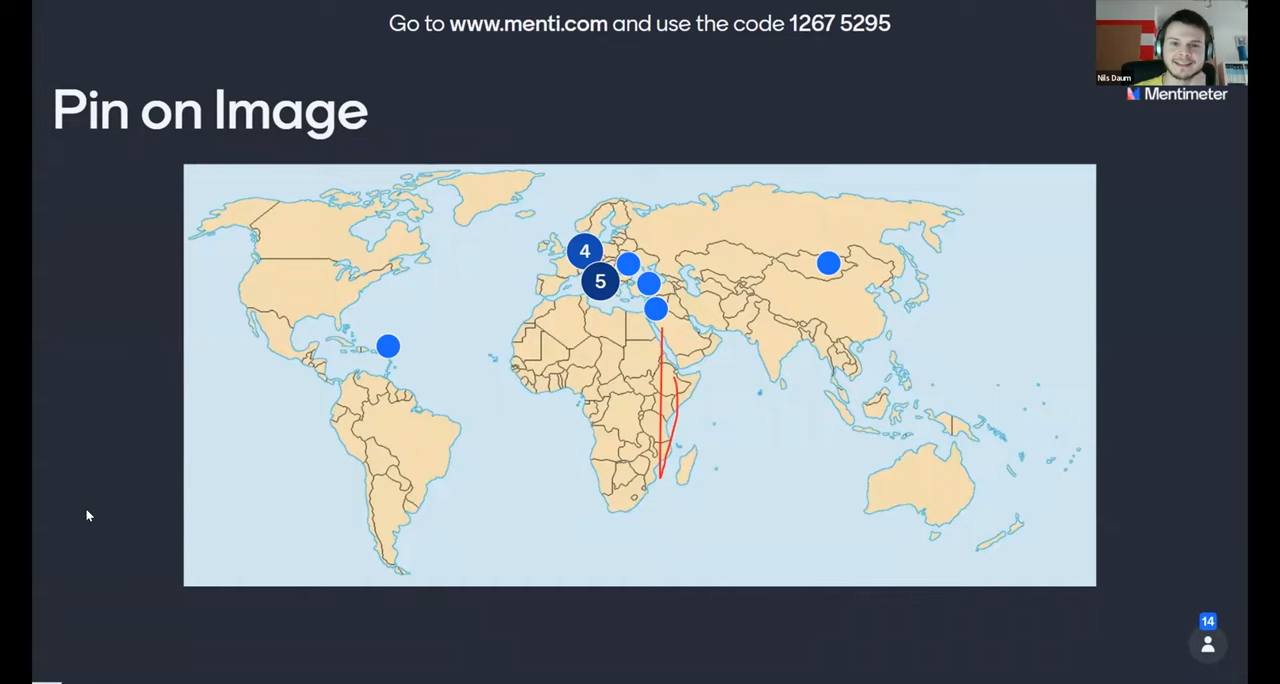 Go to www.menti.com and use the code 1267 5295
Nils Daum
Mentimeter
Pin on Image
4
5
14